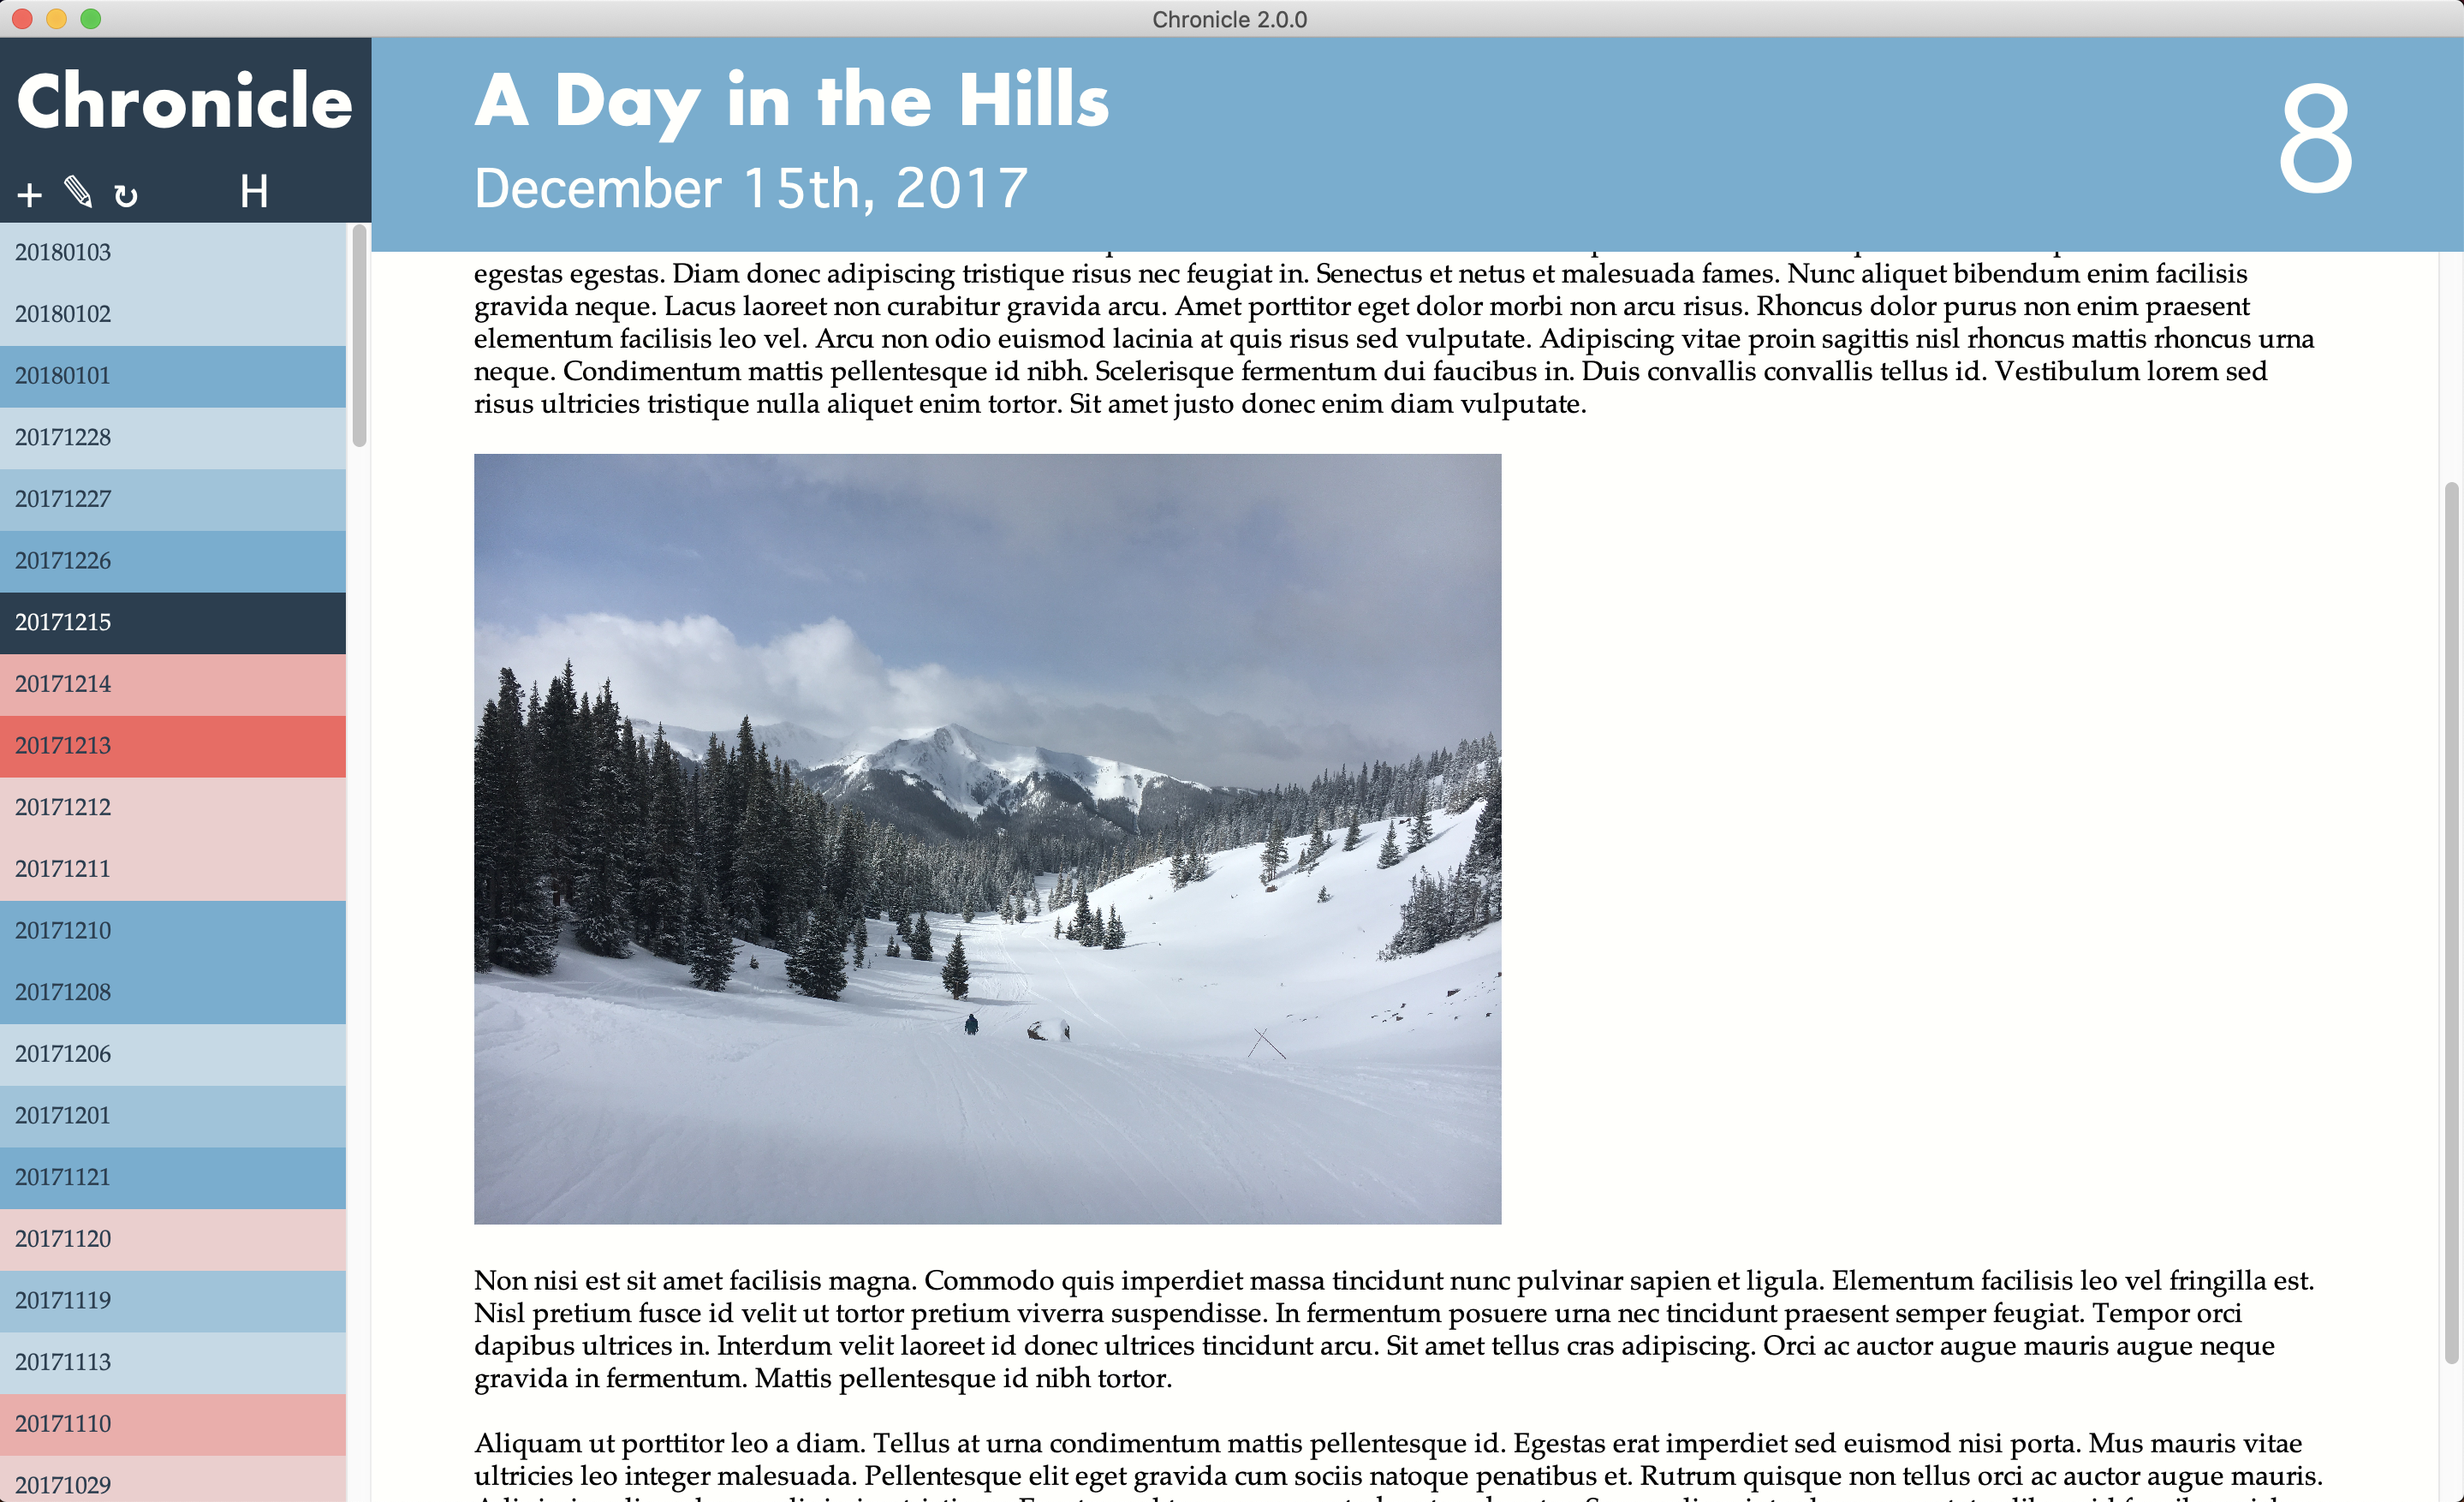 Chronicle 2.0.0
Chronicle
+ ✎ ↻ H
20180103
20180102
20180101
20171228
20171227
20171226
20171215
20171214
20171213
20171212
20171211
20171210
20171208
20171206
20171201
20171121
20171120
20171119
20171113
20171110
20171029
A Day in the Hills
December 15th, 2017
8
egestas egestas. Diam donec adipiscing tristique risus nec feugiat in. Senectus et netus et malesuada fames. Nunc aliquet bibendum enim facilisis
gravida neque. Lacus laoreet non curabitur gravida arcu. Amet porttitor eget dolor morbi non arcu risus. Rhoncus dolor purus non enim praesent
elementum facilisis leo vel. Arcu non odio euismod lacinia at quis risus sed vulputate. Adipiscing vitae proin sagittis nisl rhoncus mattis rhoncus urna
neque. Condimentum mattis pellentesque id nibh. Scelerisque fermentum dui faucibus in. Duis convallis convallis tellus id. Vestibulum lorem sed
risus ultricies tristique nulla aliquet enim tortor. Sit amet justo donec enim diam vulputate.
Non nisi est sit amet facilisis magna. Commodo quis imperdiet massa tincidunt nunc pulvinar sapien et ligula. Elementum facilisis leo vel fringilla est.
Nisl pretium fusce id velit ut tortor pretium viverra suspendisse. In fermentum posuere urna nec tincidunt praesent semper feugiat. Tempor orci
dapibus ultrices in. Interdum velit laoreet id donec ultrices tincidunt arcu. Sit amet tellus cras adipiscing. Orci ac auctor augue mauris augue neque
gravida in fermentum. Mattis pellentesque id nibh tortor.
Aliquam ut porttitor leo a diam. Tellus at urna condimentum mattis pellentesque id. Egestas erat imperdiet sed euismod nisi porta. Mus mauris vitae
ultricies leo integer malesuada. Pellentesque elit eget gravida cum sociis natoque penatibus et. Rutrum quisque non tellus orci ac auctor augue mauris.